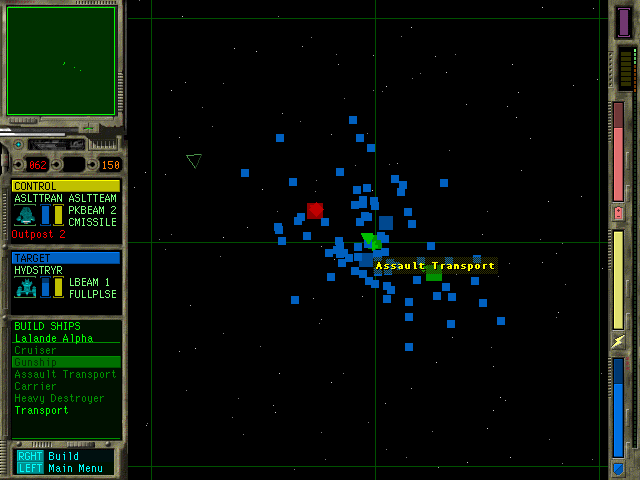 062 150
CONTROL
ASLTTRAN ASLTTEAM
PKBEAM 2
CMISSILE
Outpost 2
TARGET
HVDSTRYR
LBEAM 1
FULLPLSE
Assault Transport
BUILD SHIPS
Lalande Alpha
Cruiser
Gunship
Assault Transport
Carrier
Heavy Destroyer
Transport
RGHT Build
LEFT Main Menu